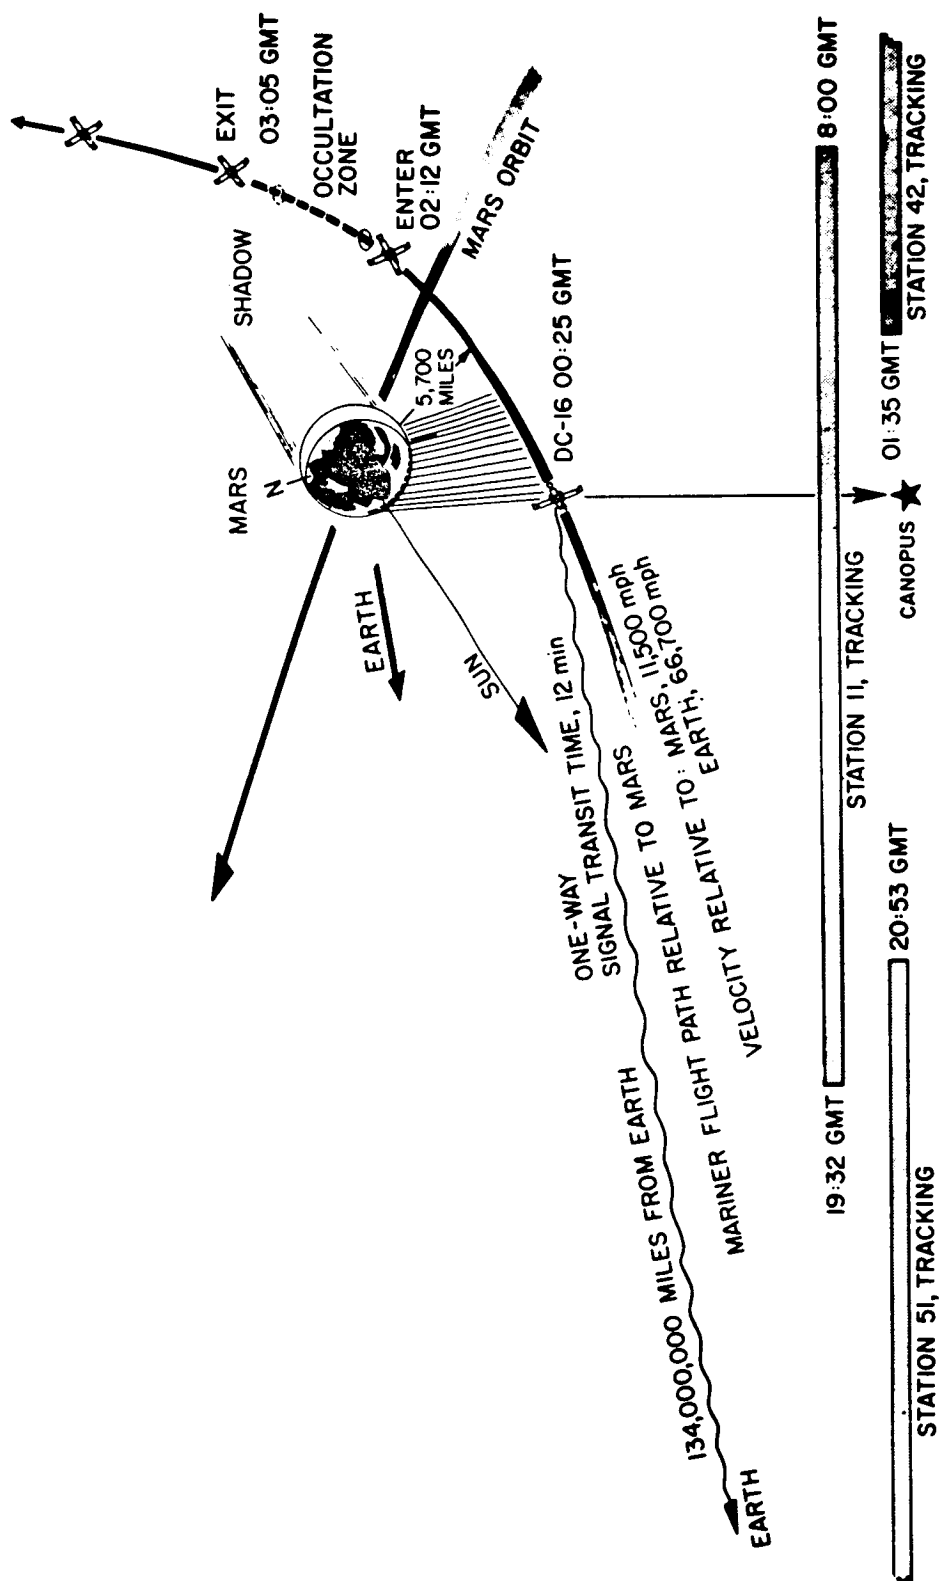 MARS
N
SHADOW
EXIT
03:05 GMT
OCCULTATION
ZONE
ENTER
02:12 GMT
MARS ORBIT
5,700
MILES
EARTH
SUN
DC-16 00:25 GMT
ONE-WAY
SIGNAL TRANSIT TIME, 12 min
134,000,000 MILES FROM EARTH
EARTH
MARINER FLIGHT PATH RELATIVE TO MARS
VELOCITY RELATIVE TO: MARS, 11,500 mph
EARTH, 66,700 mph
19:32 GMT
8:00 GMT
STATION 11, TRACKING
20:53 GMT
01:35 GMT
STATION 51, TRACKING
CANOPUS
STATION 42, TRACKING